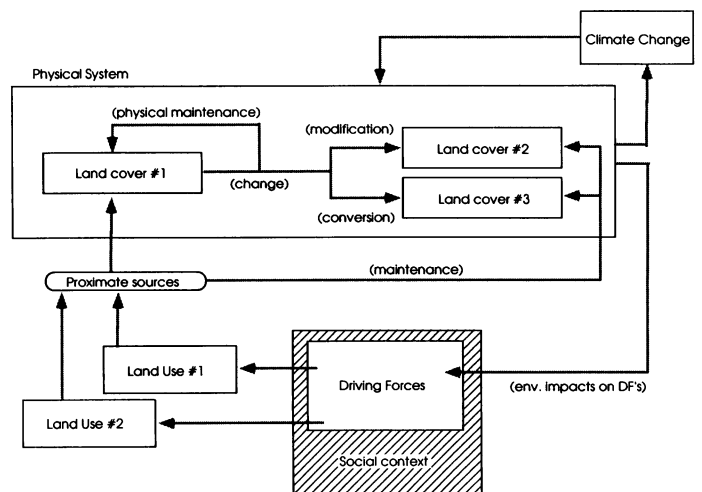 Climate Change
Physical System
(physical maintenance)
(modification)
Land cover #2
Land cover #1
(change)
Land cover #3
(conversion)
(maintenance)
Proximate sources
Land Use #1
Driving Forces
(env. impacts on DF's)
Land Use #2
Social context